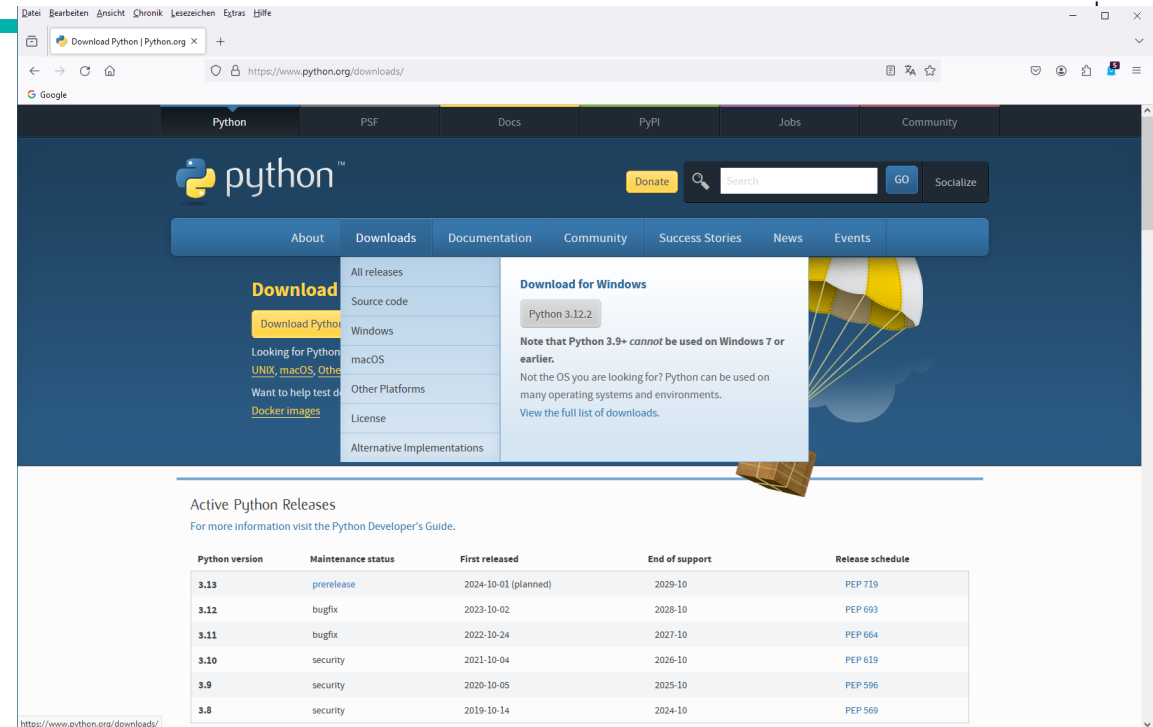 Datei Bearbeiten Ansicht Chronik Lesezeichen Extras Hilfe
Download Python | Python.org
https://www.python.org/downloads/
5
Google
Python PSF Docs PyPI Jobs Community
python™
Donate Search GO Socialize
About Downloads Documentation Community Success Stories News Events
Download
Download Pytho
Looking for Python
UNIX, macOS, Othe
Want to help test d
Docker images
All releases
Source code
Windows
macOS
Other Platforms
License
Alternative Implementations
Download for Windows
Python 3.12.2
Note that Python 3.9+ cannot be used on Windows 7 or
earlier.
Not the OS you are looking for? Python can be used on
many operating systems and environments.
View the full list of downloads.
Active Python Releases
For more information visit the Python Developer's Guide.
Python version Maintenance status First released End of support Release schedule
3.13 prerelease 2024-10-01 (planned) 2029-10 PEP 719
3.12 bugfix 2023-10-02 2028-10 PEP 693
3.11 bugfix 2022-10-24 2027-10 PEP 664
3.10 security 2021-10-04 2026-10 PEP 619
3.9 security 2020-10-05 2025-10 PEP 596
3.8 security 2019-10-14 2024-10 PEP 569
https://www.python.org/downloads/